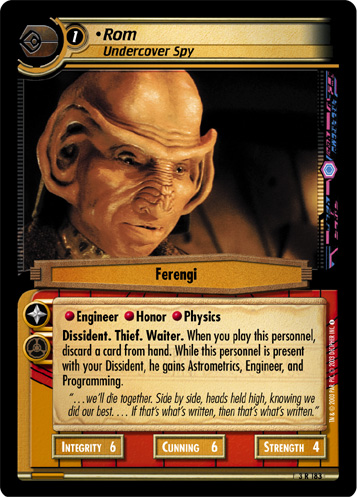 1 •Rom
Undercover Spy
Ferengi
Engineer Honor Physics
Dissident. Thief. Waiter. When you play this personnel,
discard a card from hand. While this personnel is present
with your Dissident, he gains Astrometrics, Engineer, and
Programming.
"...we'll die together. Side by side, heads held high, knowing we
did our best. . . . If that's what's written, then that's what's written."
INTEGRITY 6 CUNNING 6 STRENGTH 4
3 R 183